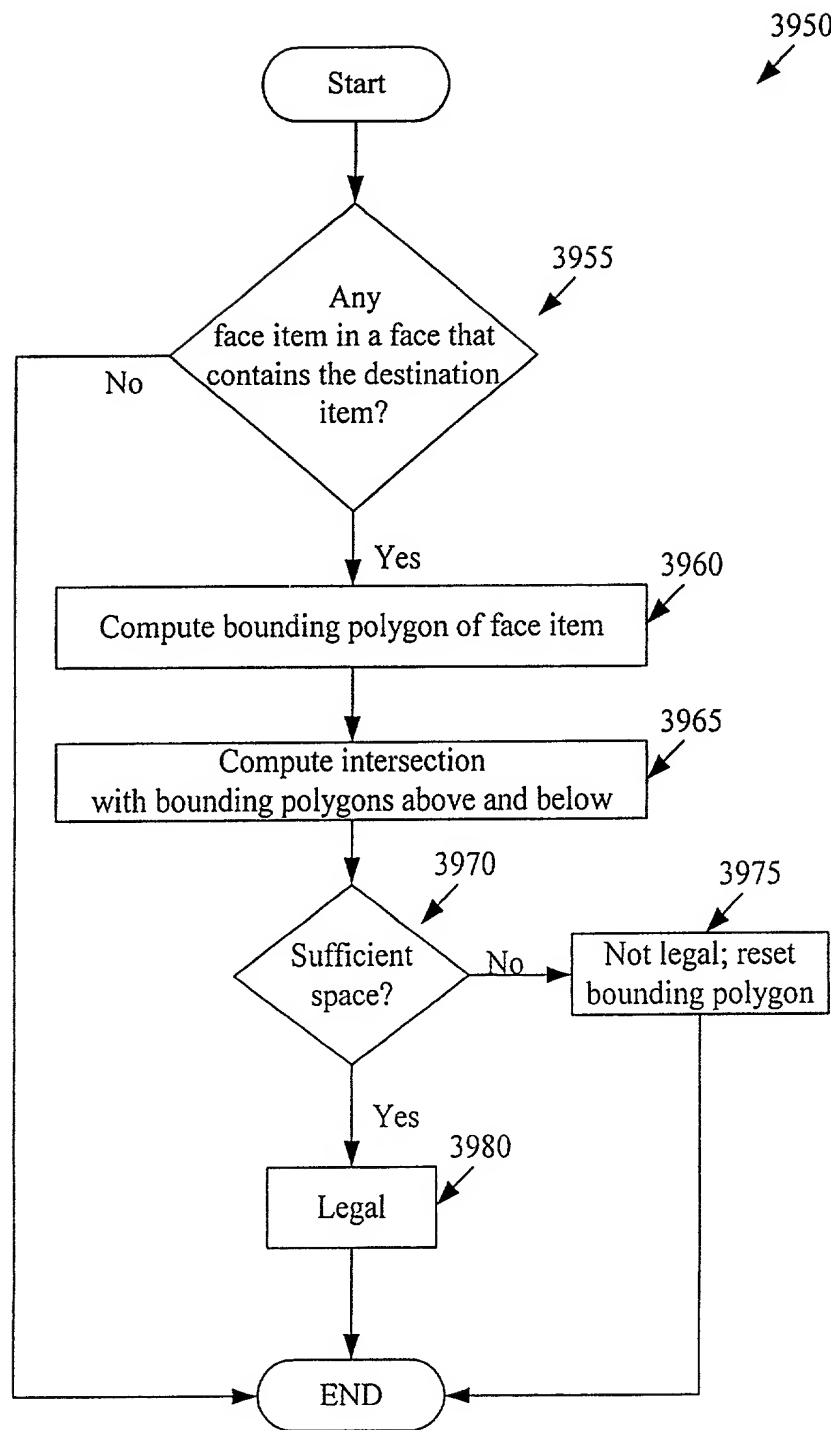 3950
Start
3955
Any
face item in a face that
contains the destination
item?
No
Yes
3960
Compute bounding polygon of face item
3965
Compute intersection
with bounding polygons above and below
3970
3975
Sufficient
space?
No
Not legal; reset
bounding polygon
Yes
3980
Legal
END